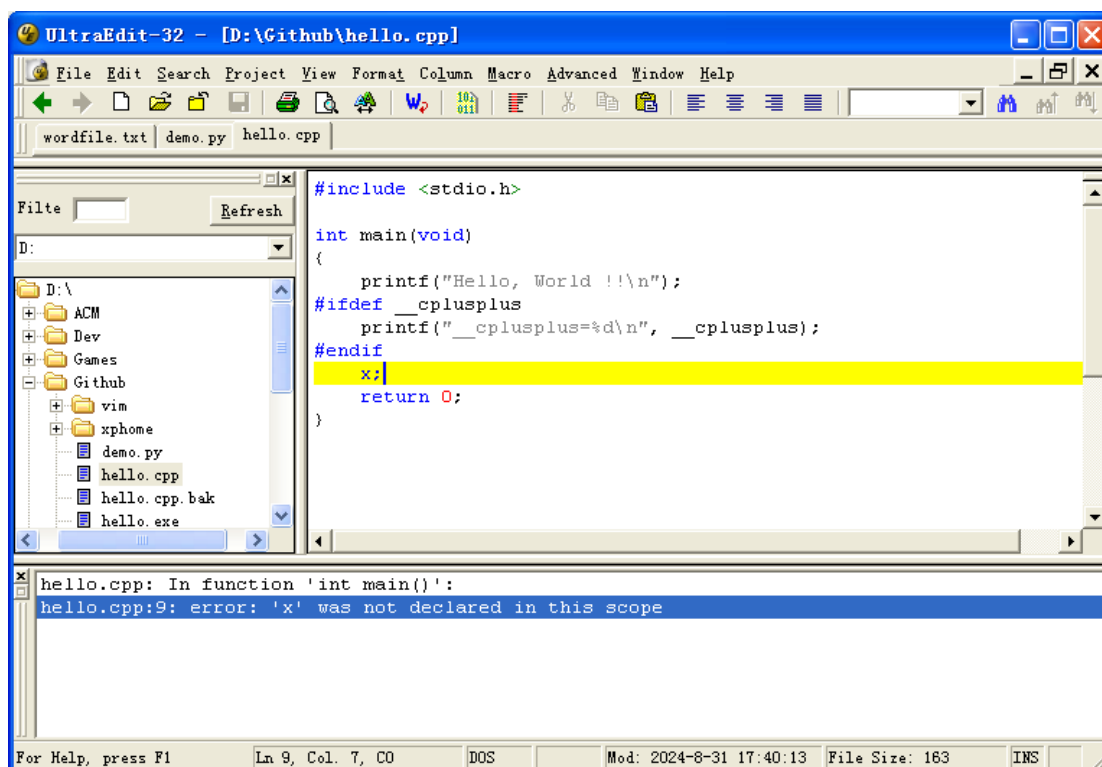 UltraEdit-32 - [D:\Github\hello.cpp]
File Edit Search Project View Format Column Macro Advanced Window Help
wordfile.txt demo.py hello.cpp
Filte
Refresh
D:
D:\
ACM
Dev
Games
Github
vim
xphome
demo.py
hello.cpp
hello.cpp.bak
hello.exe
#include <stdio.h>
int main(void)
{
printf("Hello, World !!\n");
#ifdef __cplusplus
printf("__cplusplus=%d\n", __cplusplus);
#endif
x;
return 0;
}
hello.cpp: In function 'int main()':
hello.cpp:9: error: 'x' was not declared in this scope
For Help, press F1 Ln 9, Col. 7, C0 DOS Mod: 2024-8-31 17:40:13 File Size: 163 INS